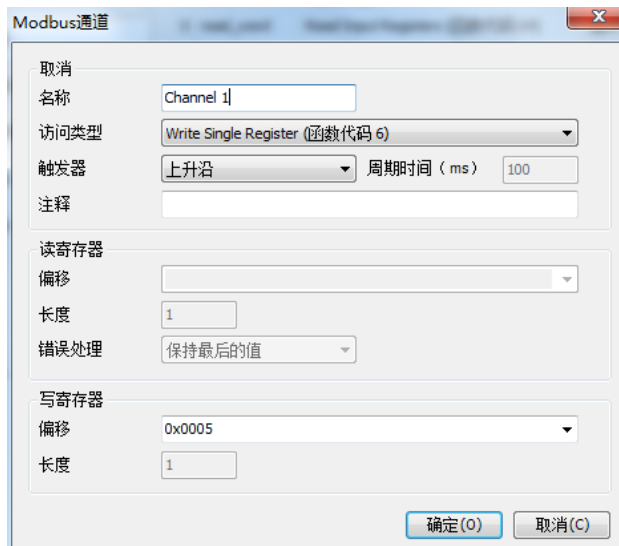 Modbus通道
取消
名称 Channel 1
访问类型 Write Single Register (函数代码 6)
触发器 上升沿 周期时间（ms） 100
注释
读寄存器
偏移
长度 1
错误处理 保持最后的值
写寄存器
偏移 0x0005
长度 1
确定(O) 取消(C)